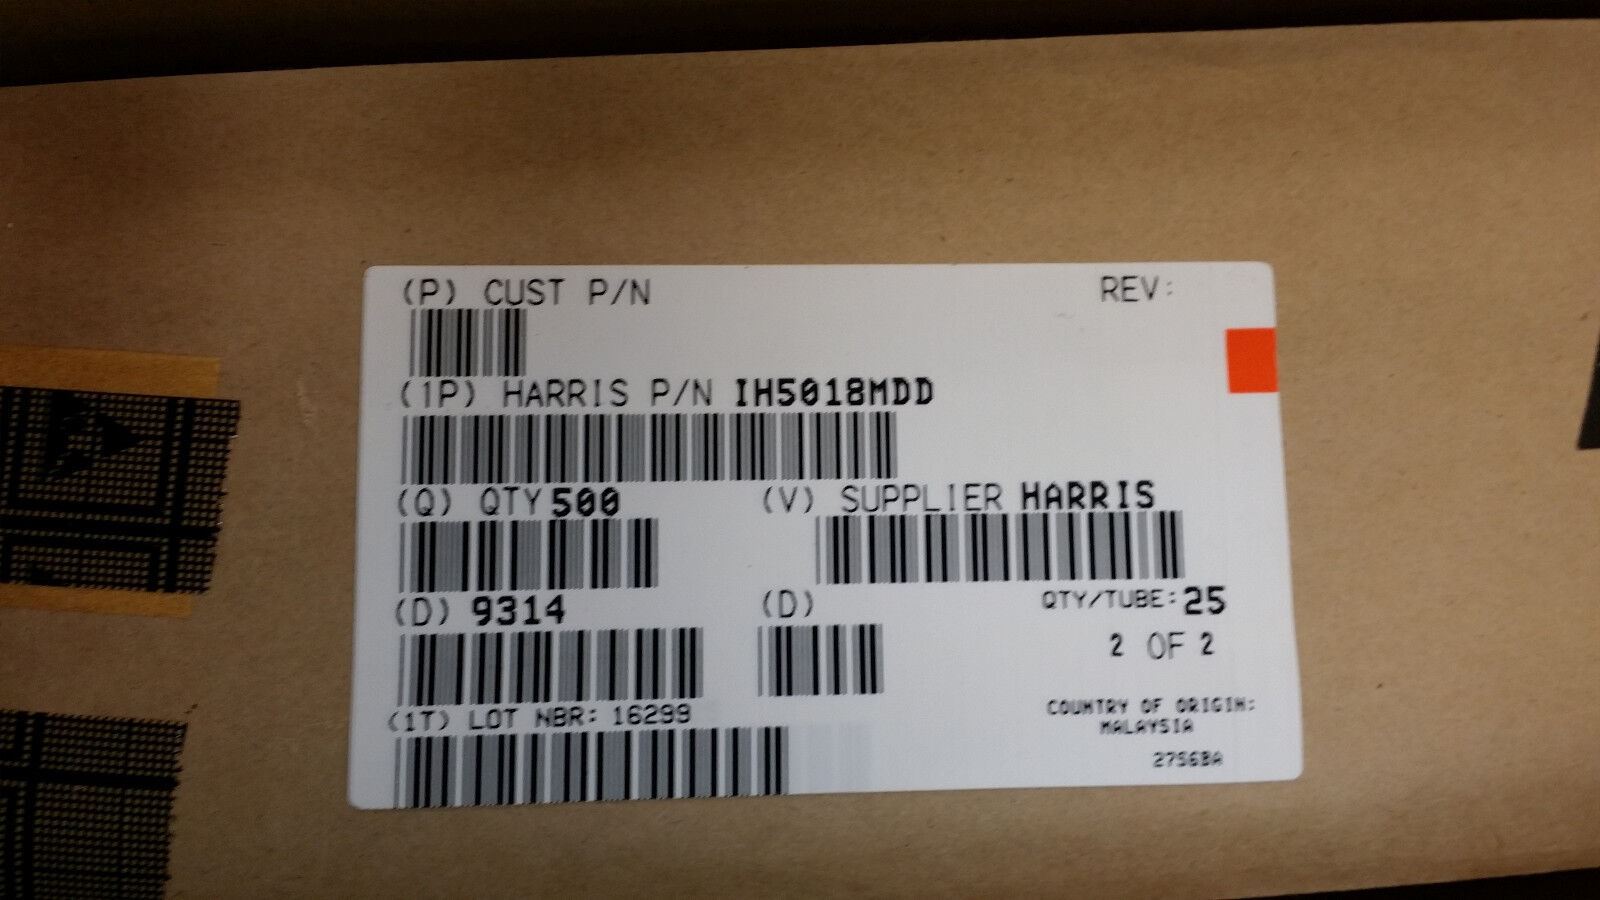 (P) CUST P/N REV:
(1P) HARRIS P/N IH5018MDD
(Q) QTY 500 (V) SUPPLIER HARRIS
(D) 9314 (D) QTY/TUBE: 25
2 OF 2
(1T) LOT NBR: 16299 COUNTRY OF ORIGIN:
MALAYSIA